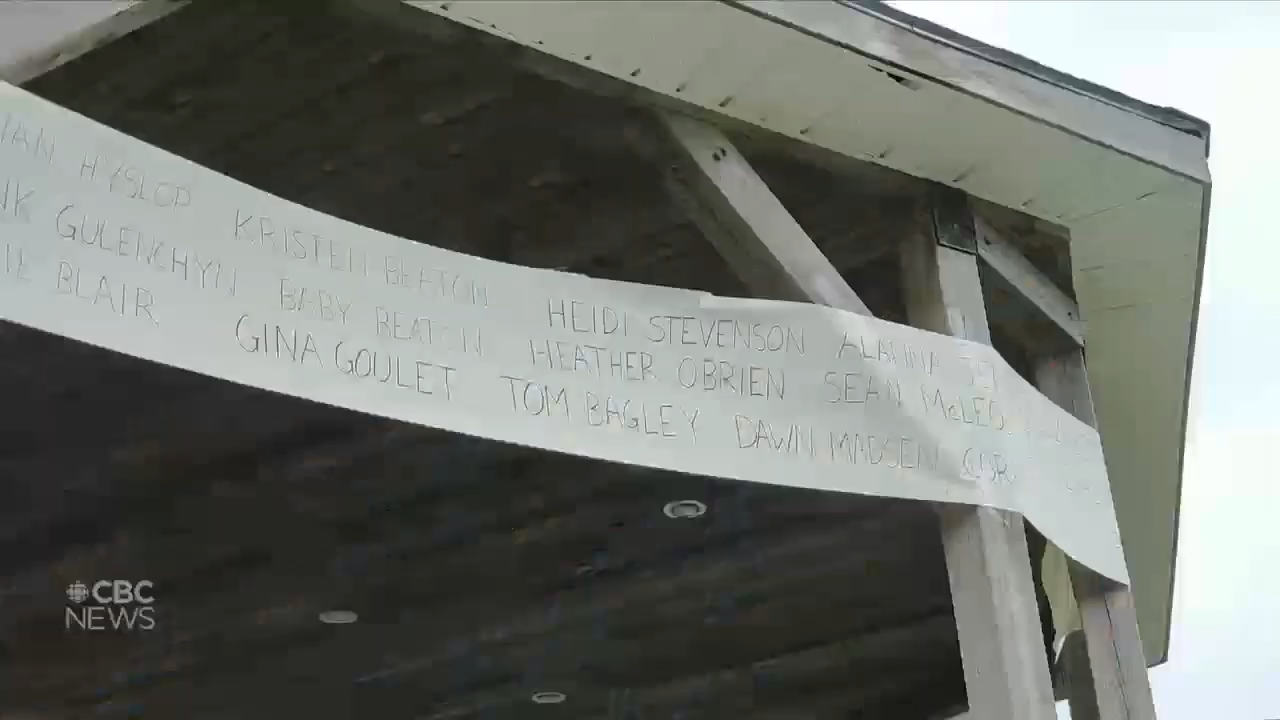 HYSLOP KRISTEN BEATON HEIDI STEVENSON ALANNA
GULENCHYN BABY BEATON HEATHER OBRIEN SEAN McLEOD
BLAIR GINA GOULET TOM BAGLEY DAWN MADSEN
CBC
NEWS